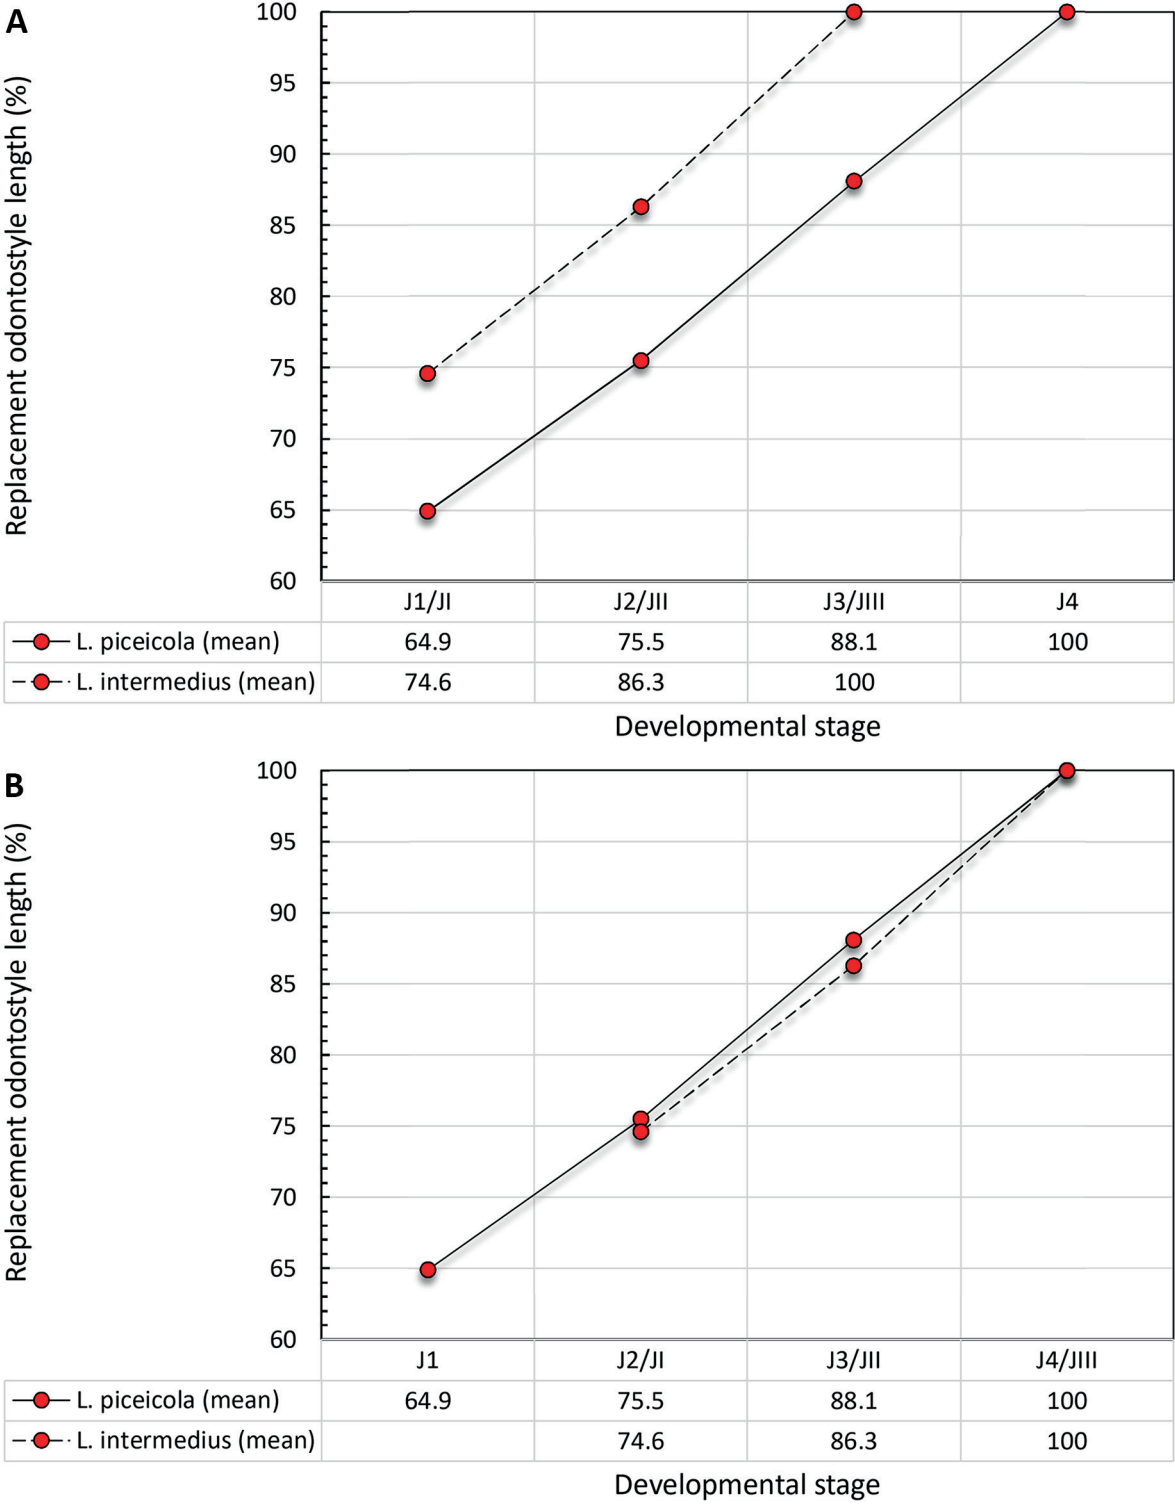 A
Replacement odontostyle length (%)
100
95
90
85
80
75
70
65
60
J1/JI J2/JII J3/JIII J4
L. piceicola (mean) 64.9 75.5 88.1 100
L. intermedius (mean) 74.6 86.3 100
Developmental stage
B
Replacement odontostyle length (%)
100
95
90
85
80
75
70
65
60
J1 J2/JI J3/JII J4/JIII
L. piceicola (mean) 64.9 75.5 88.1 100
L. intermedius (mean) 74.6 86.3 100
Developmental stage